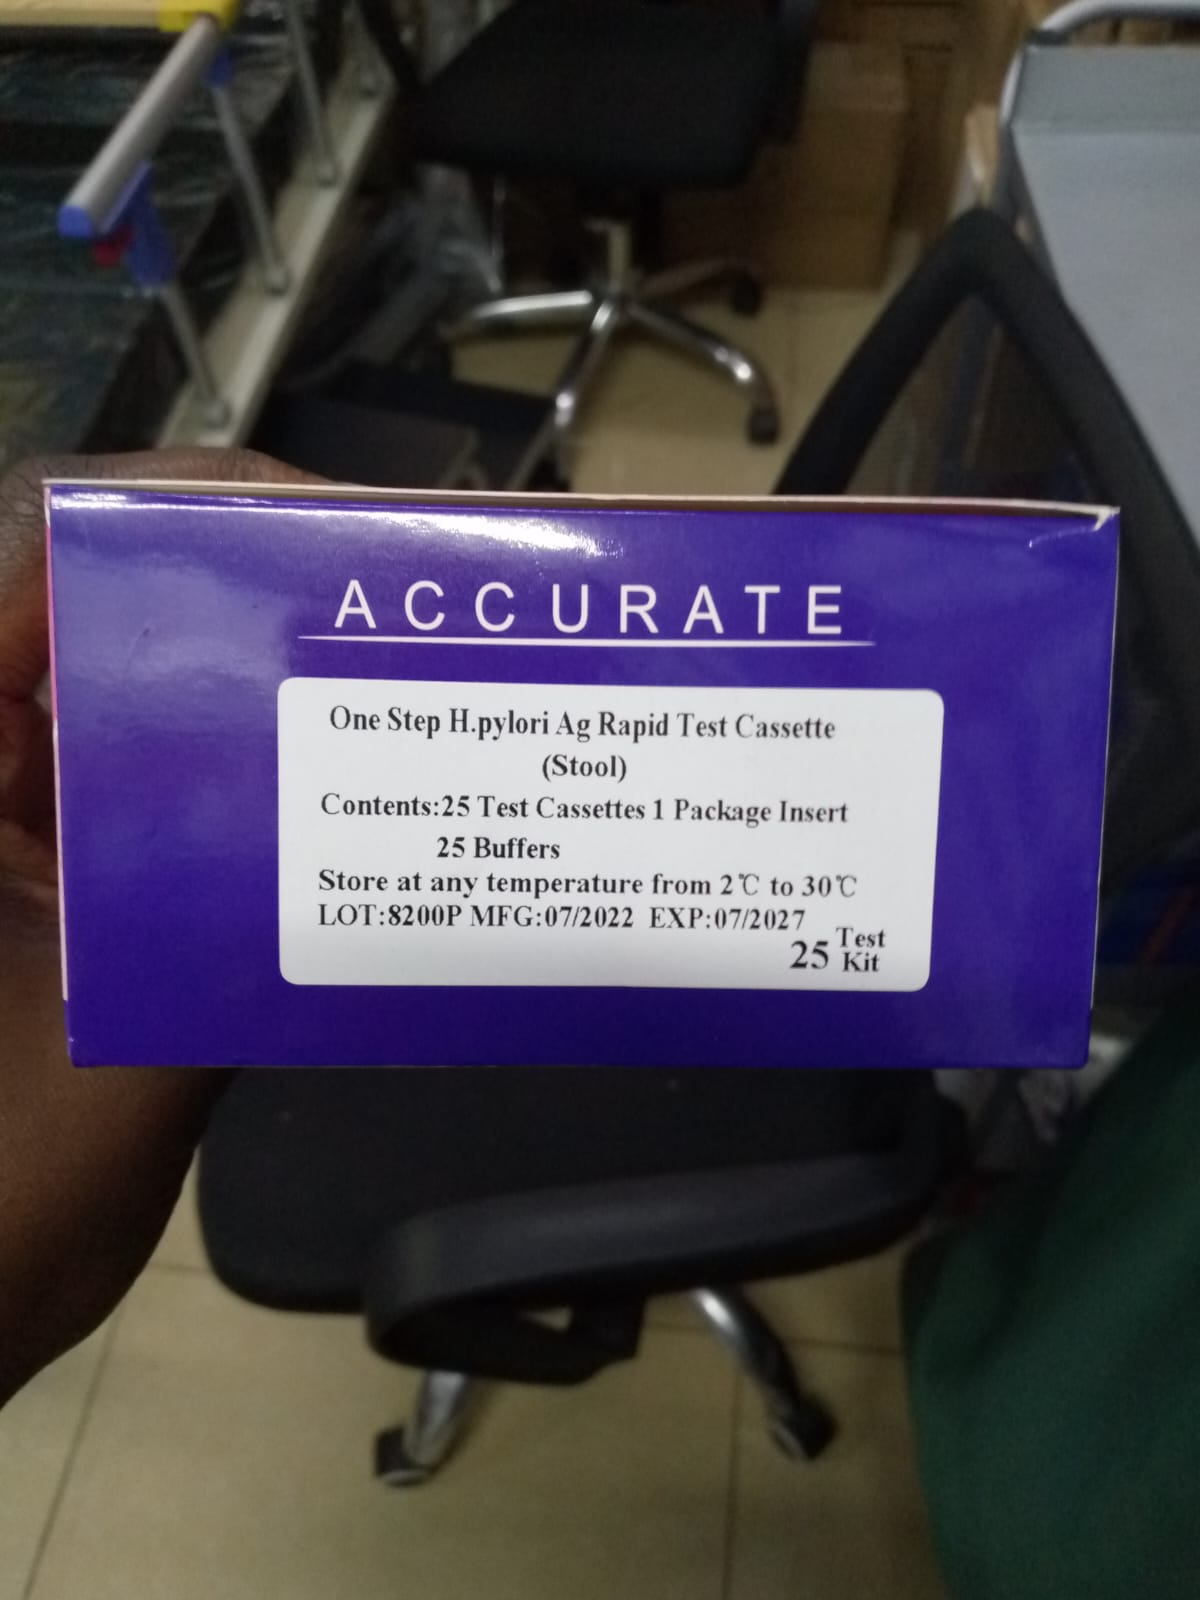 ACCURATE
One Step H.pylori Ag Rapid Test Cassette
(Stool)
Contents:25 Test Cassettes 1 Package Insert
25 Buffers
Store at any temperature from 2℃ to 30℃
LOT:8200P MFG:07/2022 EXP:07/2027
25 Test Kit